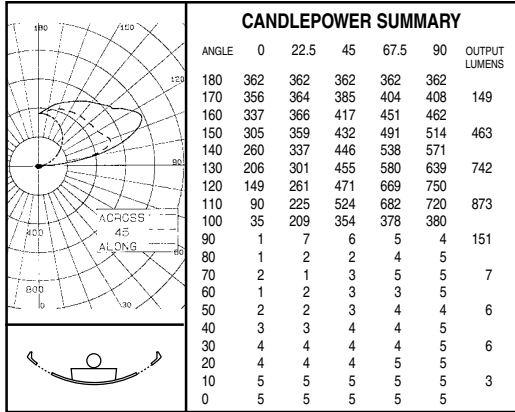 180
150
120
90
60
30
0
400
800
ACROSS
45
ALONG
CANDLEPOWER SUMMARY
ANGLE 0 22.5 45 67.5 90 OUTPUT LUMENS
180 362 362 362 362 362
170 356 364 385 404 408 149
160 337 366 417 451 462
150 305 359 432 491 514 463
140 260 337 446 538 571
130 206 301 455 580 639 742
120 149 261 471 669 750
110 90 225 524 682 720 873
100 35 209 354 378 380
90 1 7 6 5 4 151
80 1 2 2 4 5
70 2 1 3 5 5 7
60 1 2 3 3 5
50 2 2 3 4 4 6
40 3 3 4 4 5
30 4 4 4 4 5 6
20 4 4 4 5 5
10 5 5 5 5 5 3
0 5 5 5 5 5